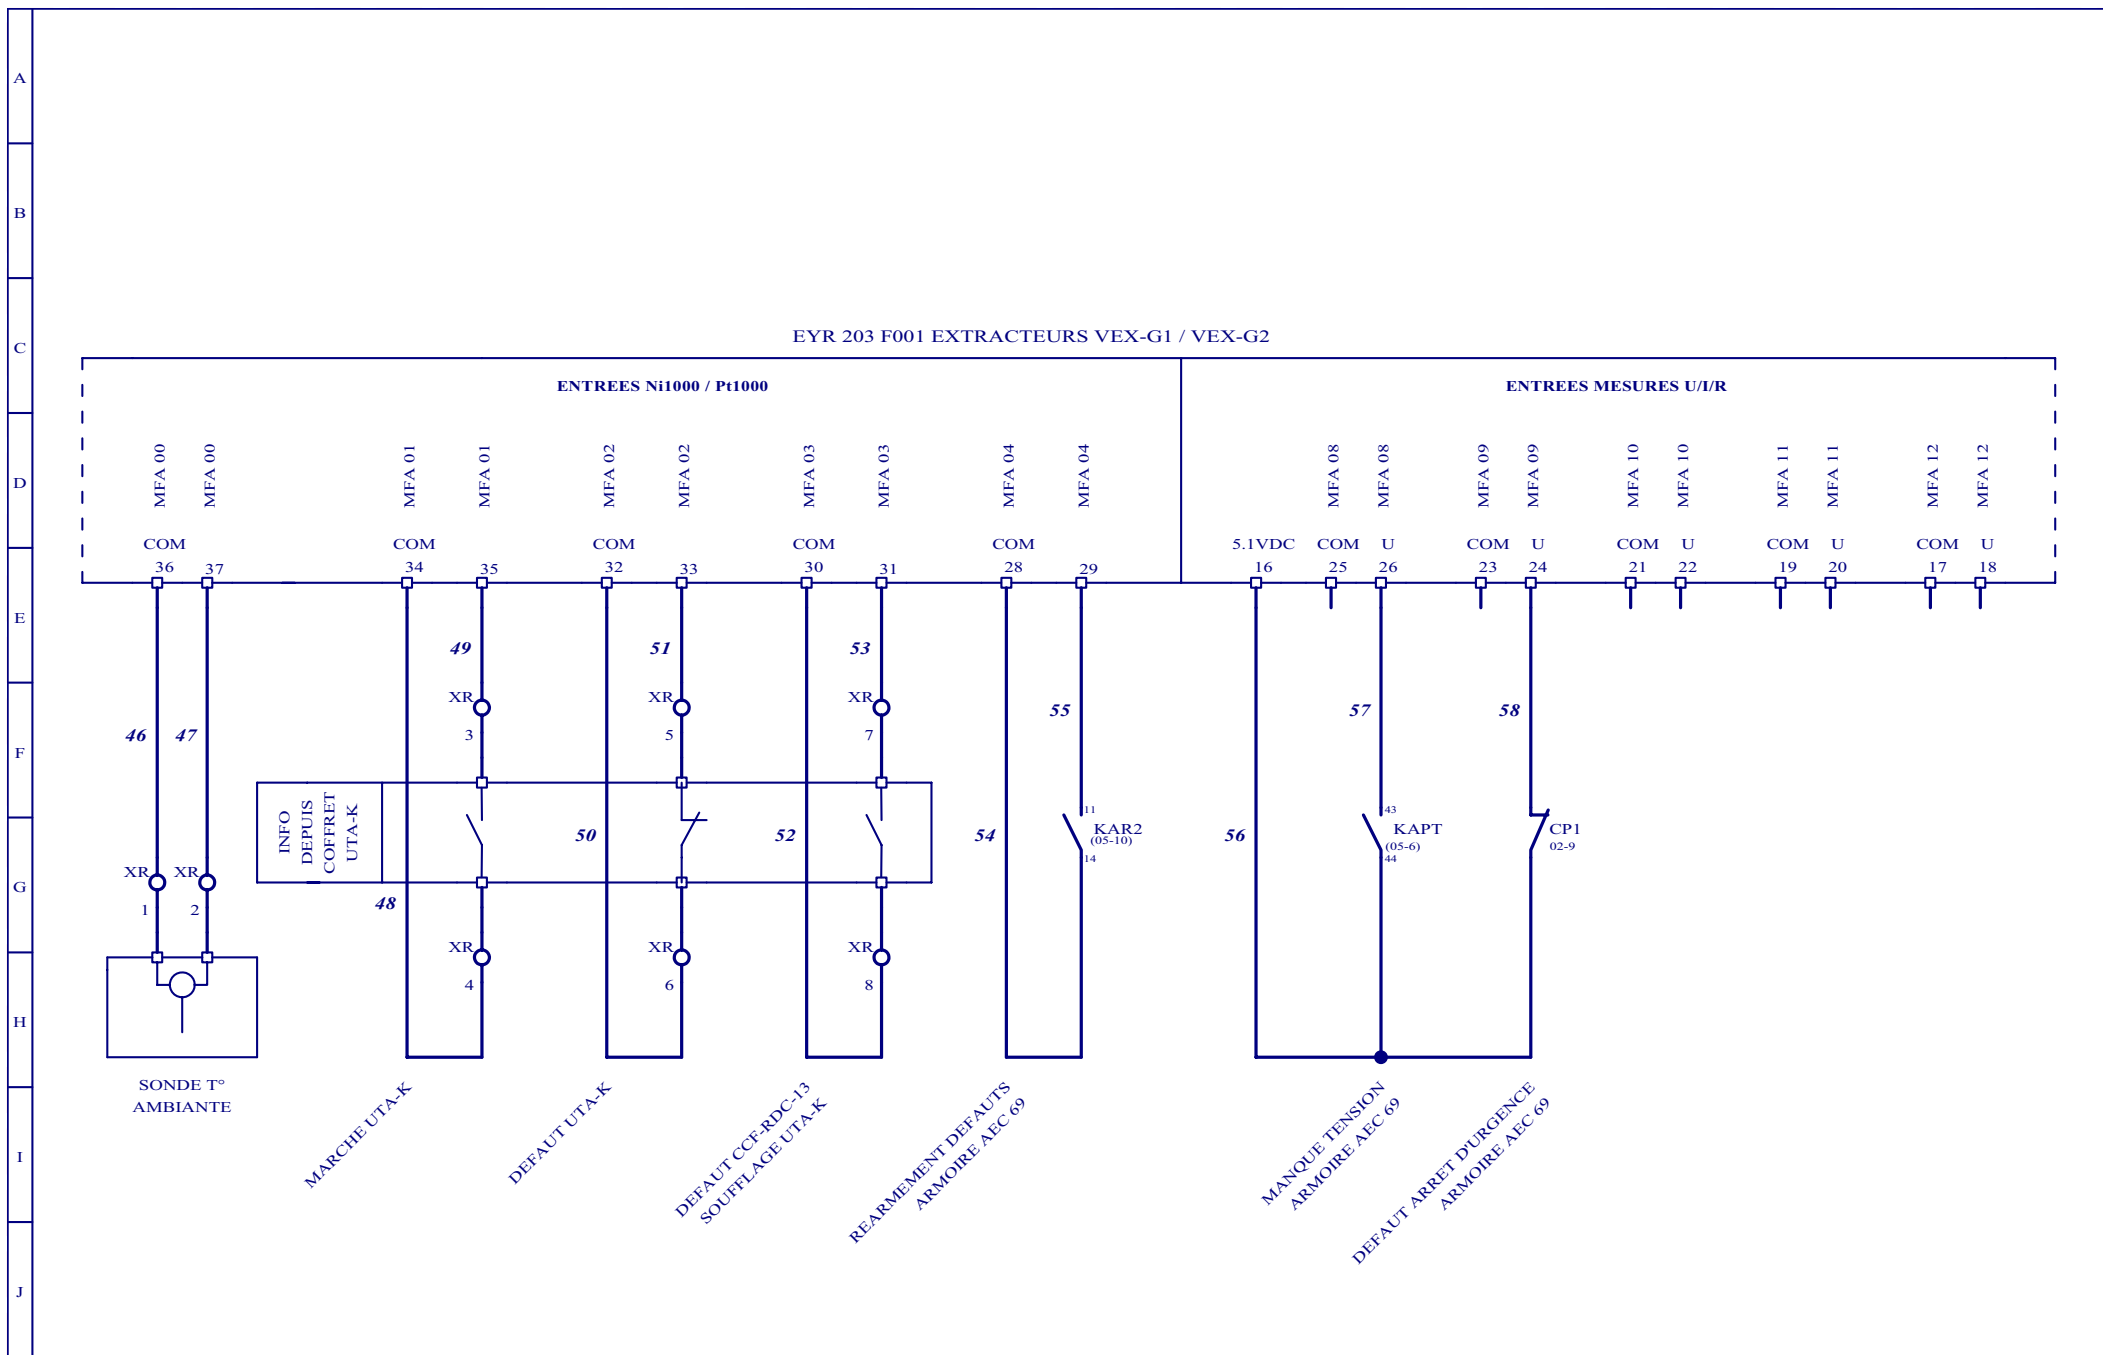 A
B
C
D
E
F
G
H
I
J
EYR 203 F001 EXTRACTEURS VEX-G1 / VEX-G2
ENTREES Ni1000 / Pt1000
ENTREES MESURES U/I/R
MFA 00
MFA 00
MFA 01
MFA 01
MFA 02
MFA 02
MFA 03
MFA 03
MFA 04
MFA 04
MFA 08
MFA 08
MFA 09
MFA 09
MFA 10
MFA 10
MFA 11
MFA 11
MFA 12
MFA 12
COM COM COM COM COM 5.1VDC COM U COM U COM U COM U COM U
36 37 34 35 32 33 30 31 28 29 16 25 26 23 24 21 22 19 20 17 18
49 51 53
XR XR XR
3 5 7
55 57 58
46 47
INFO
DEPUIS
COFFRET
UTA-K
50 52 54 56
11
KAR2
(05-10)
14
43
KAPT
(05-6)
44
CP1
02-9
XR XR
1 2
48
XR XR XR
4 6 8
SONDE T°
AMBIANTE
MARCHE UTA-K
DEFAUT UTA-K
DEFAUT CCF-RDC-13
SOUFFLAGE UTA-K
REARMEMENT DEFAUTS
ARMOIRE AEC 69
MANQUE TENSION
ARMOIRE AEC 69
DEFAUT ARRET D'URGENCE
ARMOIRE AEC 69